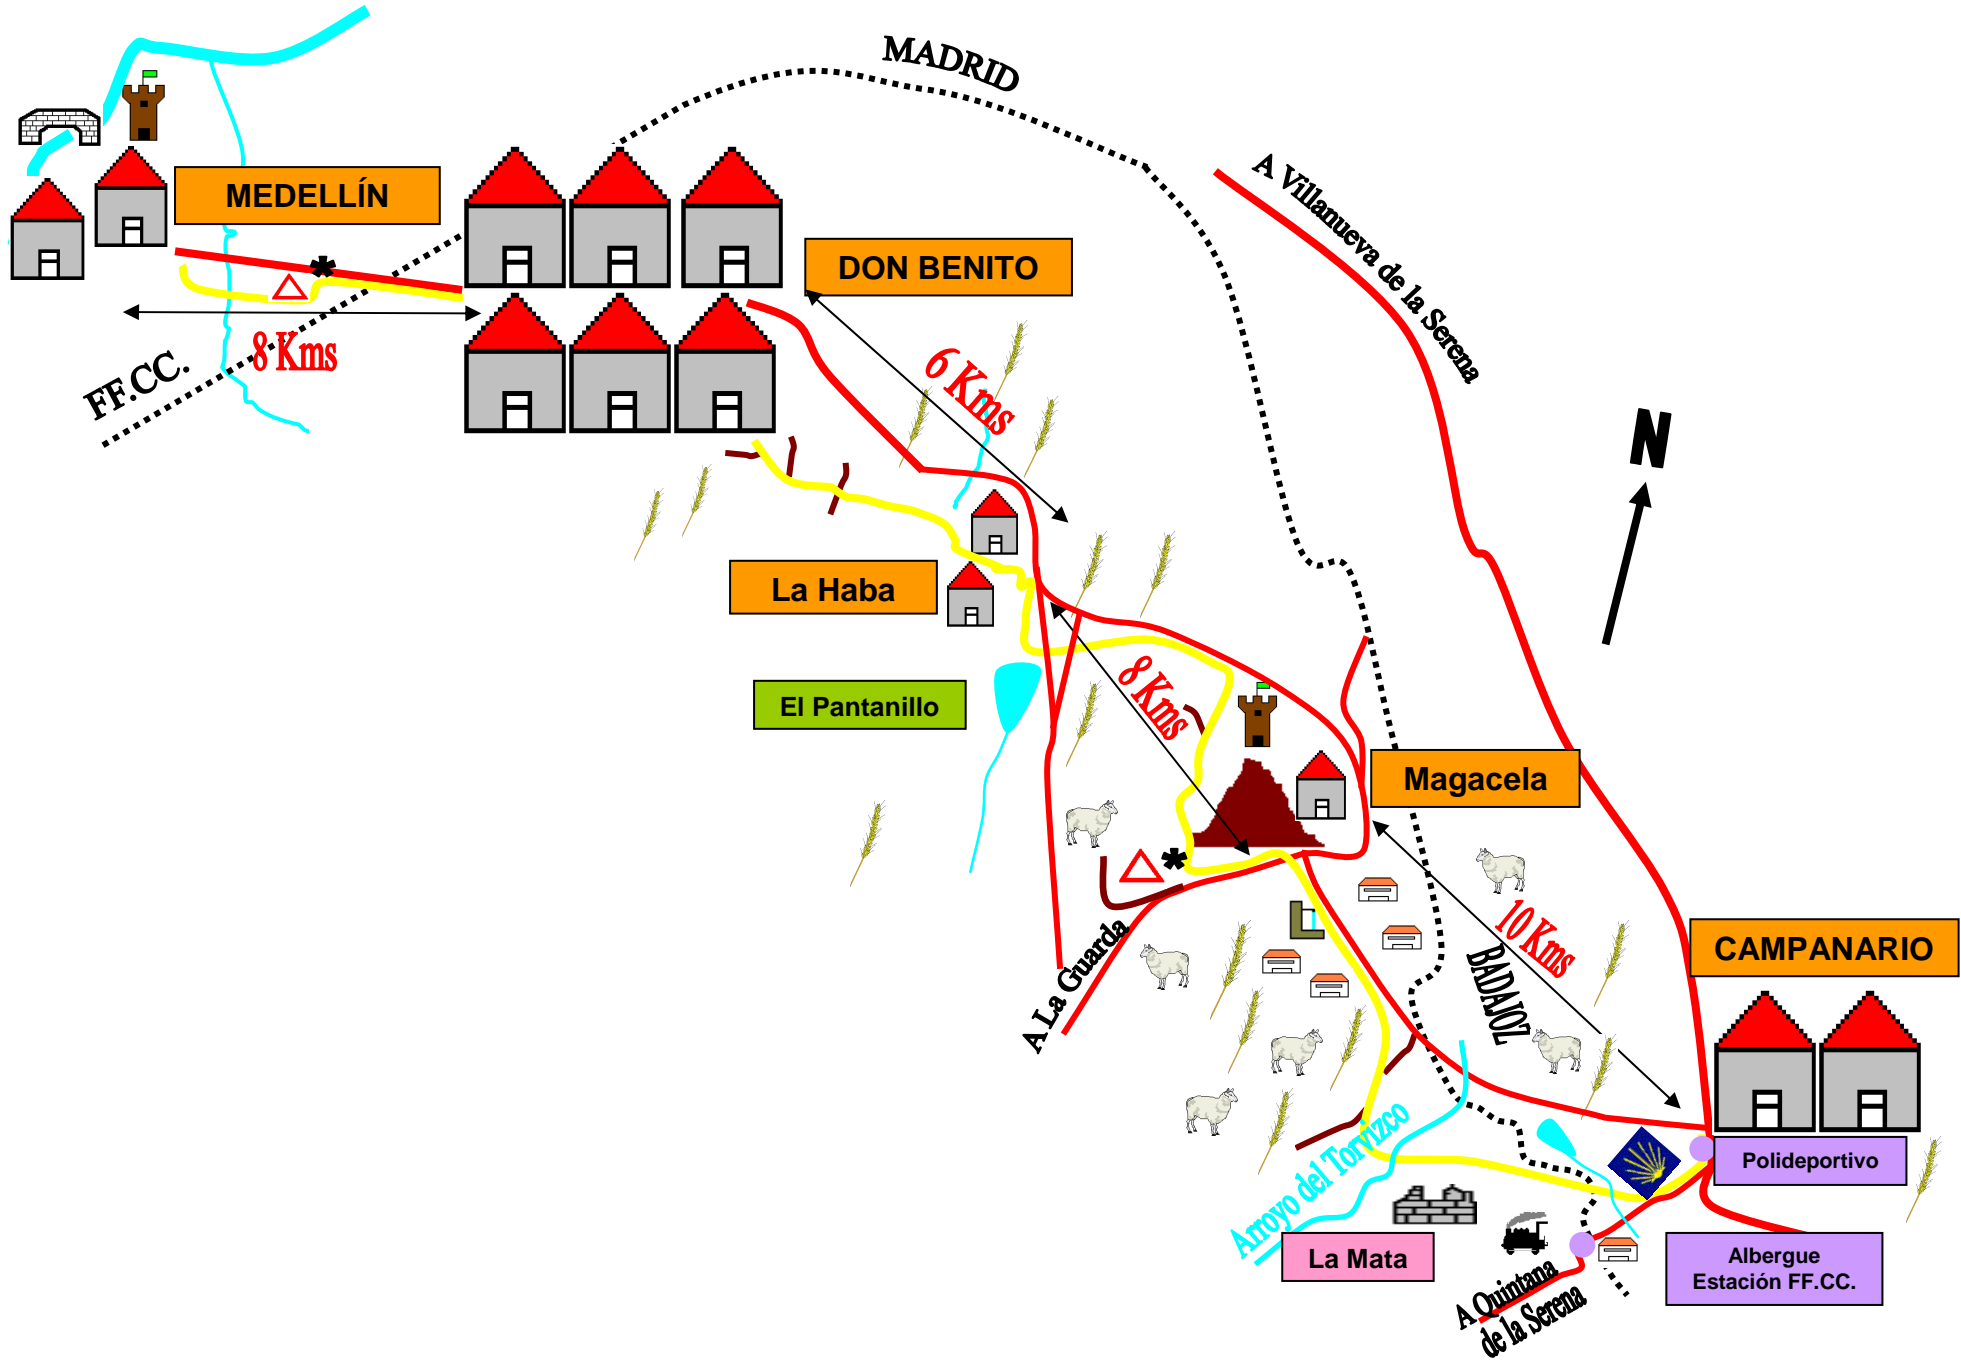 MADRID
A Villanueva de la Serena
MEDELLÍN
DON BENITO
8 Kms
FF.CC.
6 Kms
N
La Haba
El Pantanillo
8 Kms
Magacela
*
*
10 Kms
BADAJOZ
CAMPANARIO
A La Guarda
Arroyo del Torvizco
Polideportivo
La Mata
Albergue
Estación FF.CC.
A Quintana
de la Serena